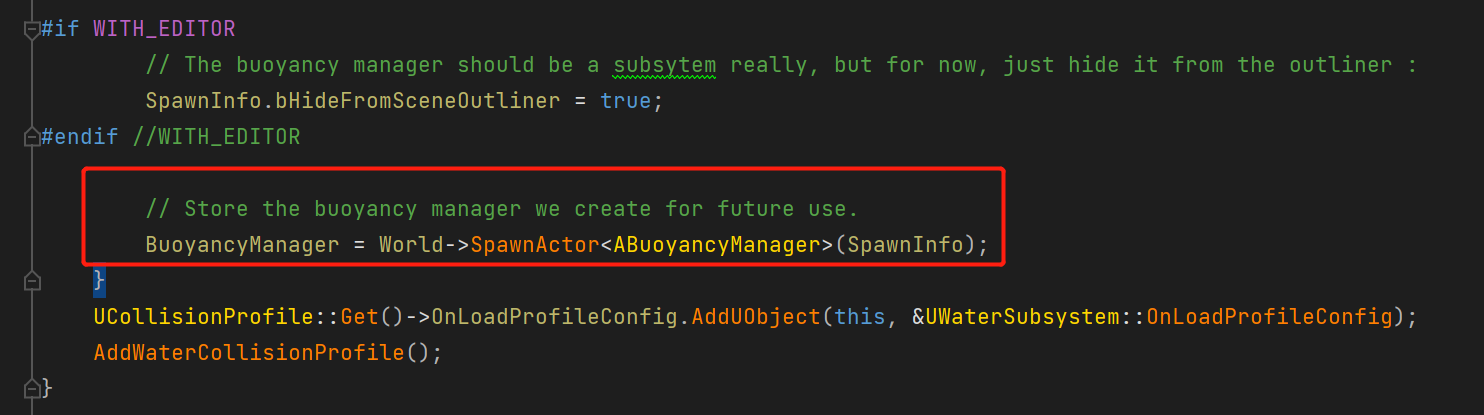 #if WITH_EDITOR
// The buoyancy manager should be a subsytem really, but for now, just hide it from the outliner :
SpawnInfo.bHideFromSceneOutliner = true;
#endif //WITH_EDITOR
// Store the buoyancy manager we create for future use.
BuoyancyManager = World->SpawnActor<ABuoyancyManager>(SpawnInfo);
}
UCollisionProfile::Get()->OnLoadProfileConfig.AddUObject(this, &UWaterSubsystem::OnLoadProfileConfig);
AddWaterCollisionProfile();
}